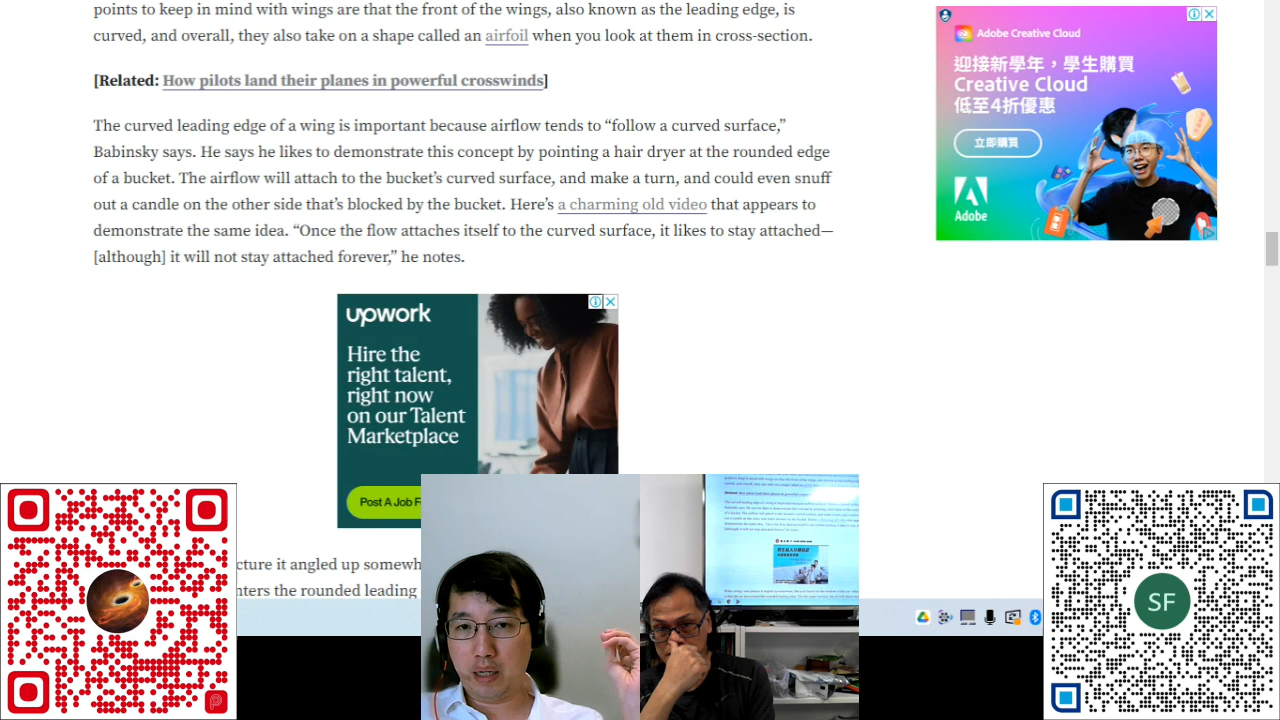 points to keep in mind with wings are that the front of the wings, also known as the leading edge, is
curved, and overall, they also take on a shape called an airfoil when you look at them in cross-section.
[Related: How pilots land their planes in powerful crosswinds]
The curved leading edge of a wing is important because airflow tends to “follow a curved surface,”
Babinsky says. He says he likes to demonstrate this concept by pointing a hair dryer at the rounded edge
of a bucket. The airflow will attach to the bucket’s curved surface, and make a turn, and could even snuff
out a candle on the other side that’s blocked by the bucket. Here’s a charming old video that appears to
demonstrate the same idea. “Once the flow attaches itself to the curved surface, it likes to stay attached—
[although] it will not stay attached forever,” he notes.
Adobe Creative Cloud
迎接新學年，學生購買
Creative Cloud
低至4折優惠
立即購買
Adobe
upwork
Hire the
right talent,
right now
on our Talent
Marketplace
Post A Job F
cture it angled up somewh
nters the rounded leading
SF